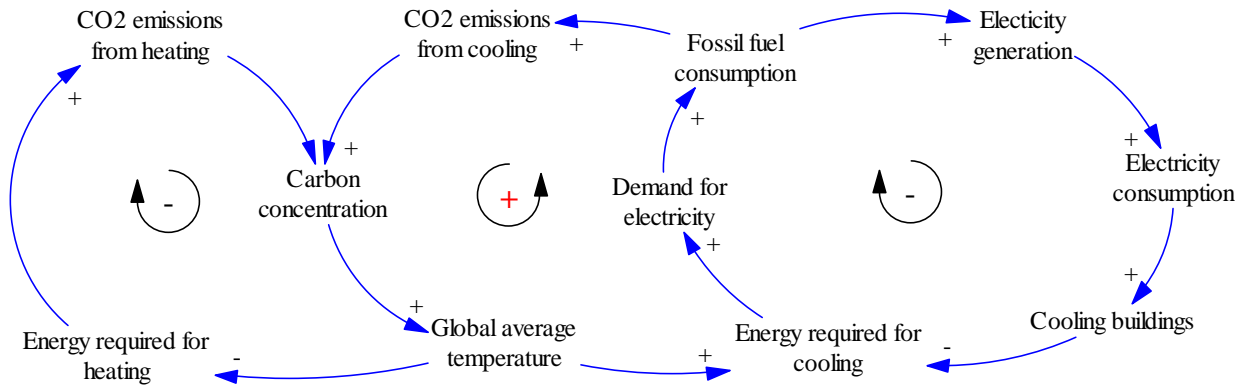 CO2 emissions
from heating
+
CO2 emissions
from cooling
+
Fossil fuel
consumption
+
Electicity
generation
+
Carbon
concentration
-
+
Demand for
electricity
+
-
+
Electricity
consumption
+
+
+
Energy required for
heating
-
Global average
temperature
+
Energy required for
cooling
-
Cooling buildings